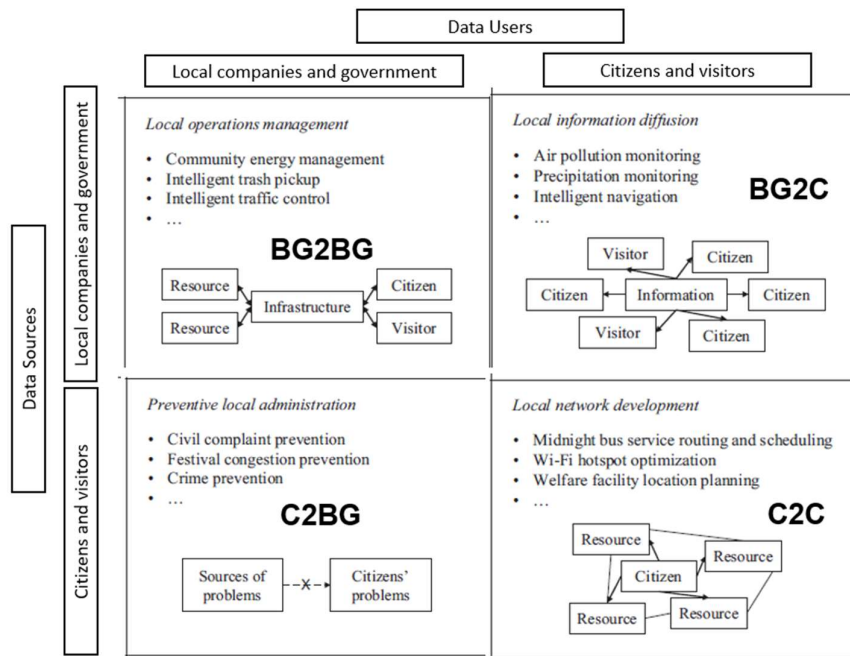 Data Users
Local companies and government
Citizens and visitors
Data Sources
Local companies and government
Local operations management
• Community energy management
• Intelligent trash pickup
• Intelligent traffic control
• …
BG2BG
Resource
Resource
Infrastructure
Citizen
Visitor
Local information diffusion
• Air pollution monitoring
• Precipitation monitoring
• Intelligent navigation
• …
BG2C
Visitor
Citizen
Citizen
Information
Citizen
Visitor
Citizen
Citizens and visitors
Preventive local administration
• Civil complaint prevention
• Festival congestion prevention
• Crime prevention
• …
C2BG
Sources of
problems
X
Citizens'
problems
Local network development
• Midnight bus service routing and scheduling
• Wi-Fi hotspot optimization
• Welfare facility location planning
• …
C2C
Resource
Resource
Citizen
Resource
Resource